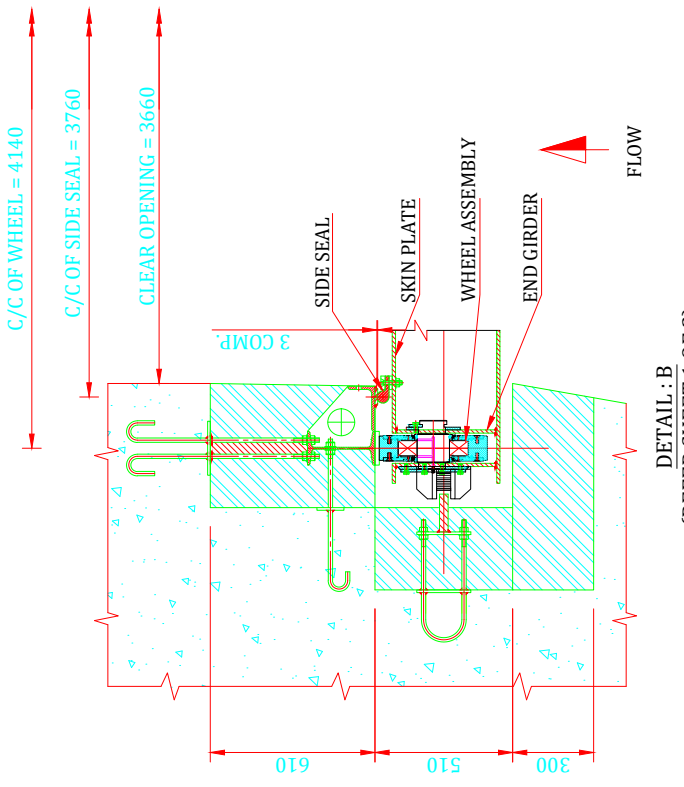 C/C OF WHEEL = 4140
C/C OF SIDE SEAL = 3760
CLEAR OPENING = 3660
3 COMP.
SIDE SEAL
SKIN PLATE
WHEEL ASSEMBLY
END GIRDER
FLOW
610
510
300
DETAIL : B